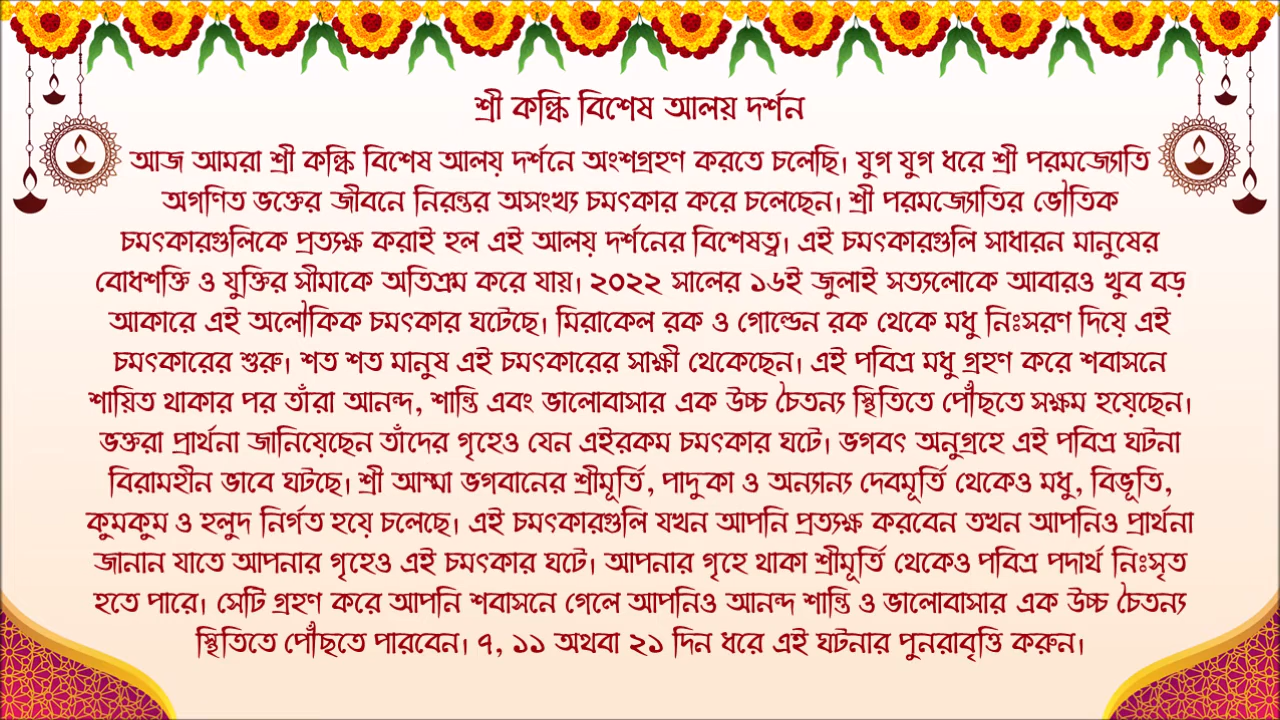 শ্রী কল্কি বিশেষ আলয় দর্শন
আজ আমরা শ্রী কল্কি বিশেষ আলয় দর্শনে অংশগ্রহণ করতে চলেছি। যুগ যুগ ধরে শ্রী পরমজ্যোতি
অগণিত ভক্তের জীবনে নিরন্তর অসংখ্য চমৎকার করে চলেছেন। শ্রী পরমজ্যোতির ভৌতিক
চমৎকারগুলিকে প্রত্যক্ষ করাই হল এই আলয় দর্শনের বিশেষত্ব। এই চমৎকারগুলি সাধারন মানুষের
বোধশক্তি ও যুক্তির সীমাকে অতিক্রম করে যায়। ২০২২ সালের ১৬ই জুলাই সত্যলোকে আবারও খুব বড়
আকারে এই অলৌকিক চমৎকার ঘটেছে। মিরাকেল রক ও গোল্ডেন রক থেকে মধু নিঃসরণ দিয়ে এই
চমৎকারের শুরু। শত শত মানুষ এই চমৎকারের সাক্ষী থেকেছেন। এই পবিত্র মধু গ্রহণ করে শবাসনে
শায়িত থাকার পর তাঁরা আনন্দ, শান্তি এবং ভালোবাসার এক উচ্চ চৈতন্য স্থিতিতে পৌঁছতে সক্ষম হয়েছেন।
ভক্তরা প্রার্থনা জানিয়েছেন তাঁদের গৃহেও যেন এইরকম চমৎকার ঘটে। ভগবৎ অনুগ্রহে এই পবিত্র ঘটনা
বিরামহীন ভাবে ঘটছে। শ্রী আম্মা ভগবানের শ্রীমূর্তি, পাদুকা ও অন্যান্য দেবমূর্তি থেকেও মধু, বিভূতি,
কুমকুম ও হলুদ নির্গত হয়ে চলেছে। এই চমৎকারগুলি যখন আপনি প্রত্যক্ষ করবেন তখন আপনিও প্রার্থনা
জানান যাতে আপনার গৃহেও এই চমৎকার ঘটে। আপনার গৃহে থাকা শ্রীমূর্তি থেকেও পবিত্র পদার্থ নিঃসৃত
হতে পারে। সেটি গ্রহণ করে আপনি শবাসনে গেলে আপনিও আনন্দ শান্তি ও ভালোবাসার এক উচ্চ চৈতন্য
স্থিতিতে পৌঁছতে পারবেন। ৭, ১১ অথবা ২১ দিন ধরে এই ঘটনার পুনরাবৃত্তি করুন।